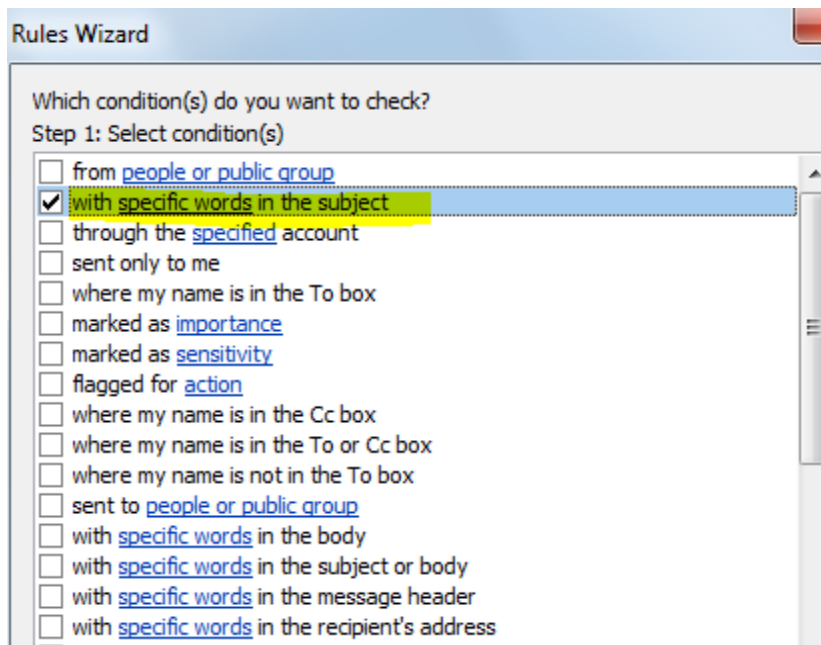 Rules Wizard
Which condition(s) do you want to check?
Step 1: Select condition(s)
from people or public group
with specific words in the subject
through the specified account
sent only to me
where my name is in the To box
marked as importance
marked as sensitivity
flagged for action
where my name is in the Cc box
where my name is in the To or Cc box
where my name is not in the To box
sent to people or public group
with specific words in the body
with specific words in the subject or body
with specific words in the message header
with specific words in the recipient's address